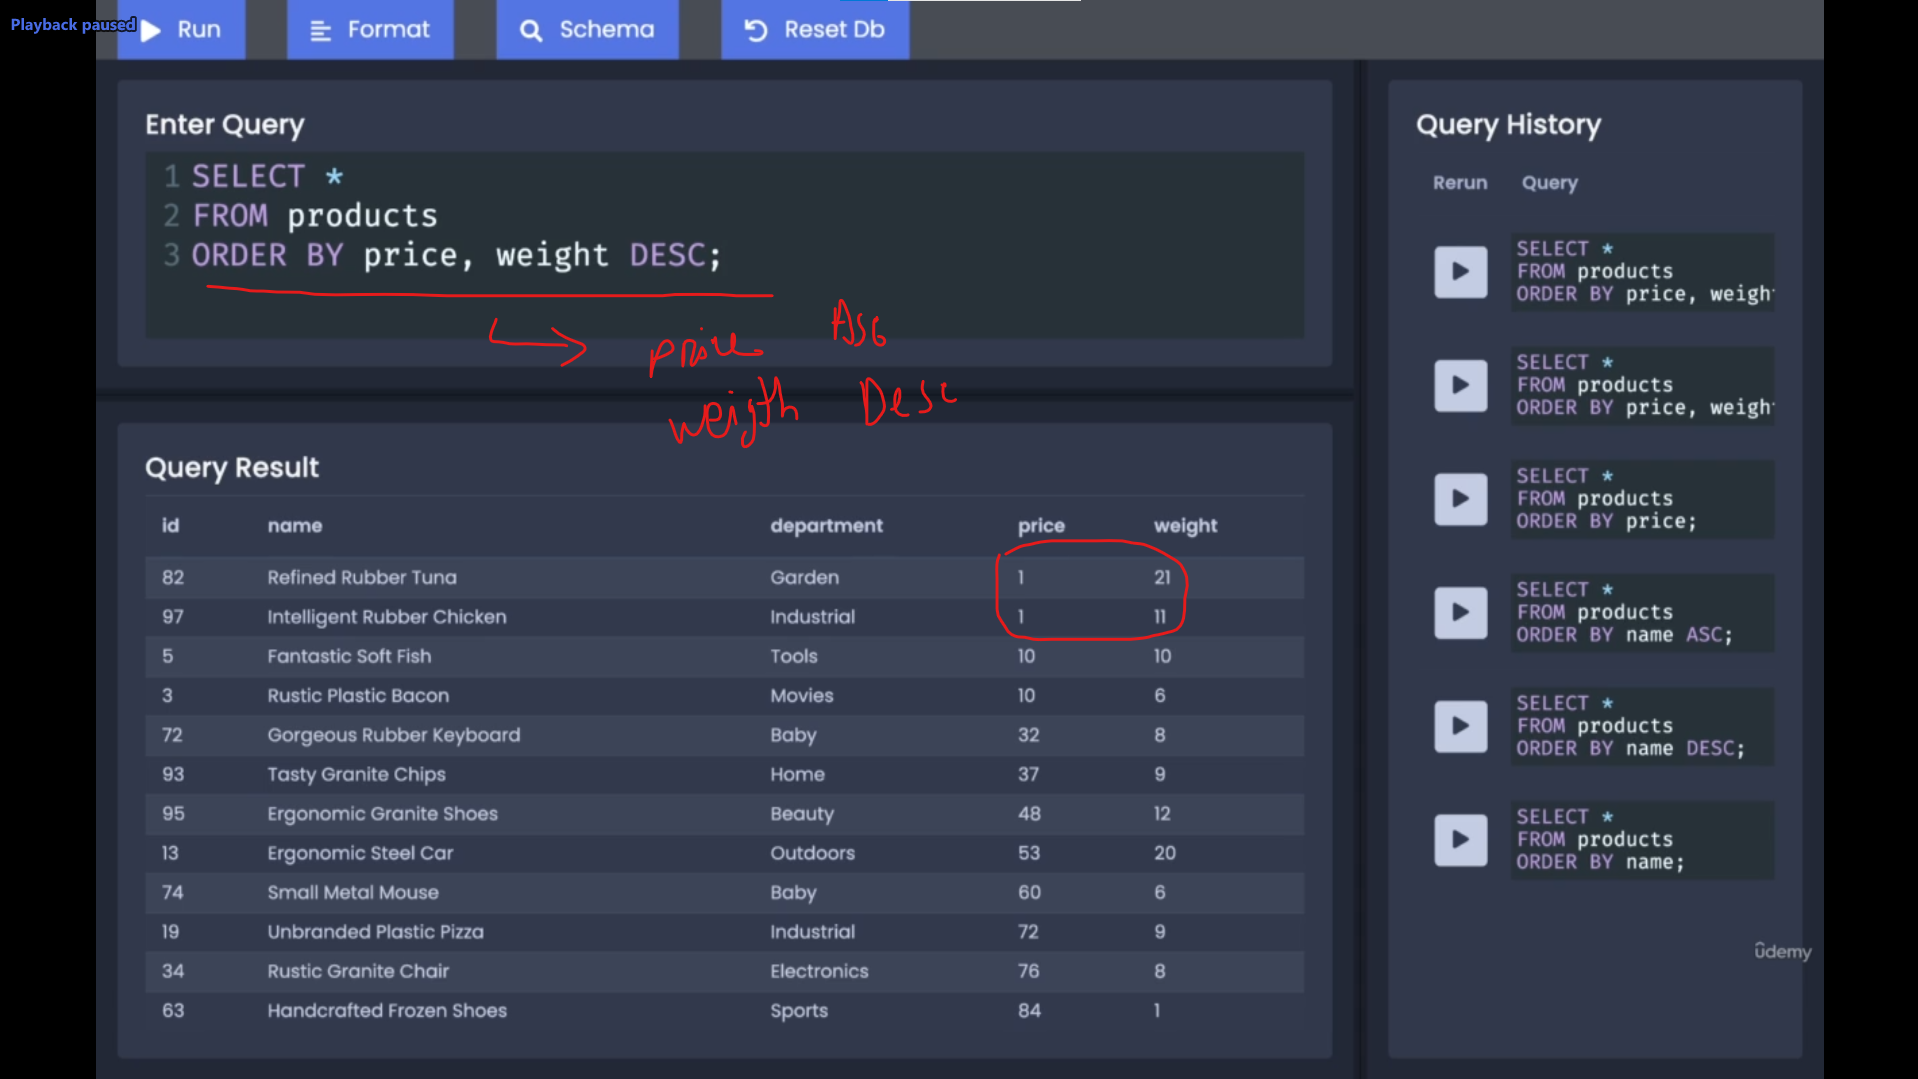 Playback paused
Run Format Schema Reset Db
Enter Query
1 SELECT *
2 FROM products
3 ORDER BY price, weight DESC;
price Asc
weigth Desc
Query Result
id name department price weight
82 Refined Rubber Tuna Garden 1 21
97 Intelligent Rubber Chicken Industrial 1 11
5 Fantastic Soft Fish Tools 10 10
3 Rustic Plastic Bacon Movies 10 6
72 Gorgeous Rubber Keyboard Baby 32 8
93 Tasty Granite Chips Home 37 9
95 Ergonomic Granite Shoes Beauty 48 12
13 Ergonomic Steel Car Outdoors 53 20
74 Small Metal Mouse Baby 60 6
19 Unbranded Plastic Pizza Industrial 72 9
34 Rustic Granite Chair Electronics 76 8
63 Handcrafted Frozen Shoes Sports 84 1
Query History
Rerun Query
SELECT *
FROM products
ORDER BY price, weigh
SELECT *
FROM products
ORDER BY price, weigh
SELECT *
FROM products
ORDER BY price;
SELECT *
FROM products
ORDER BY name ASC;
SELECT *
FROM products
ORDER BY name DESC;
SELECT *
FROM products
ORDER BY name;
ûdemy